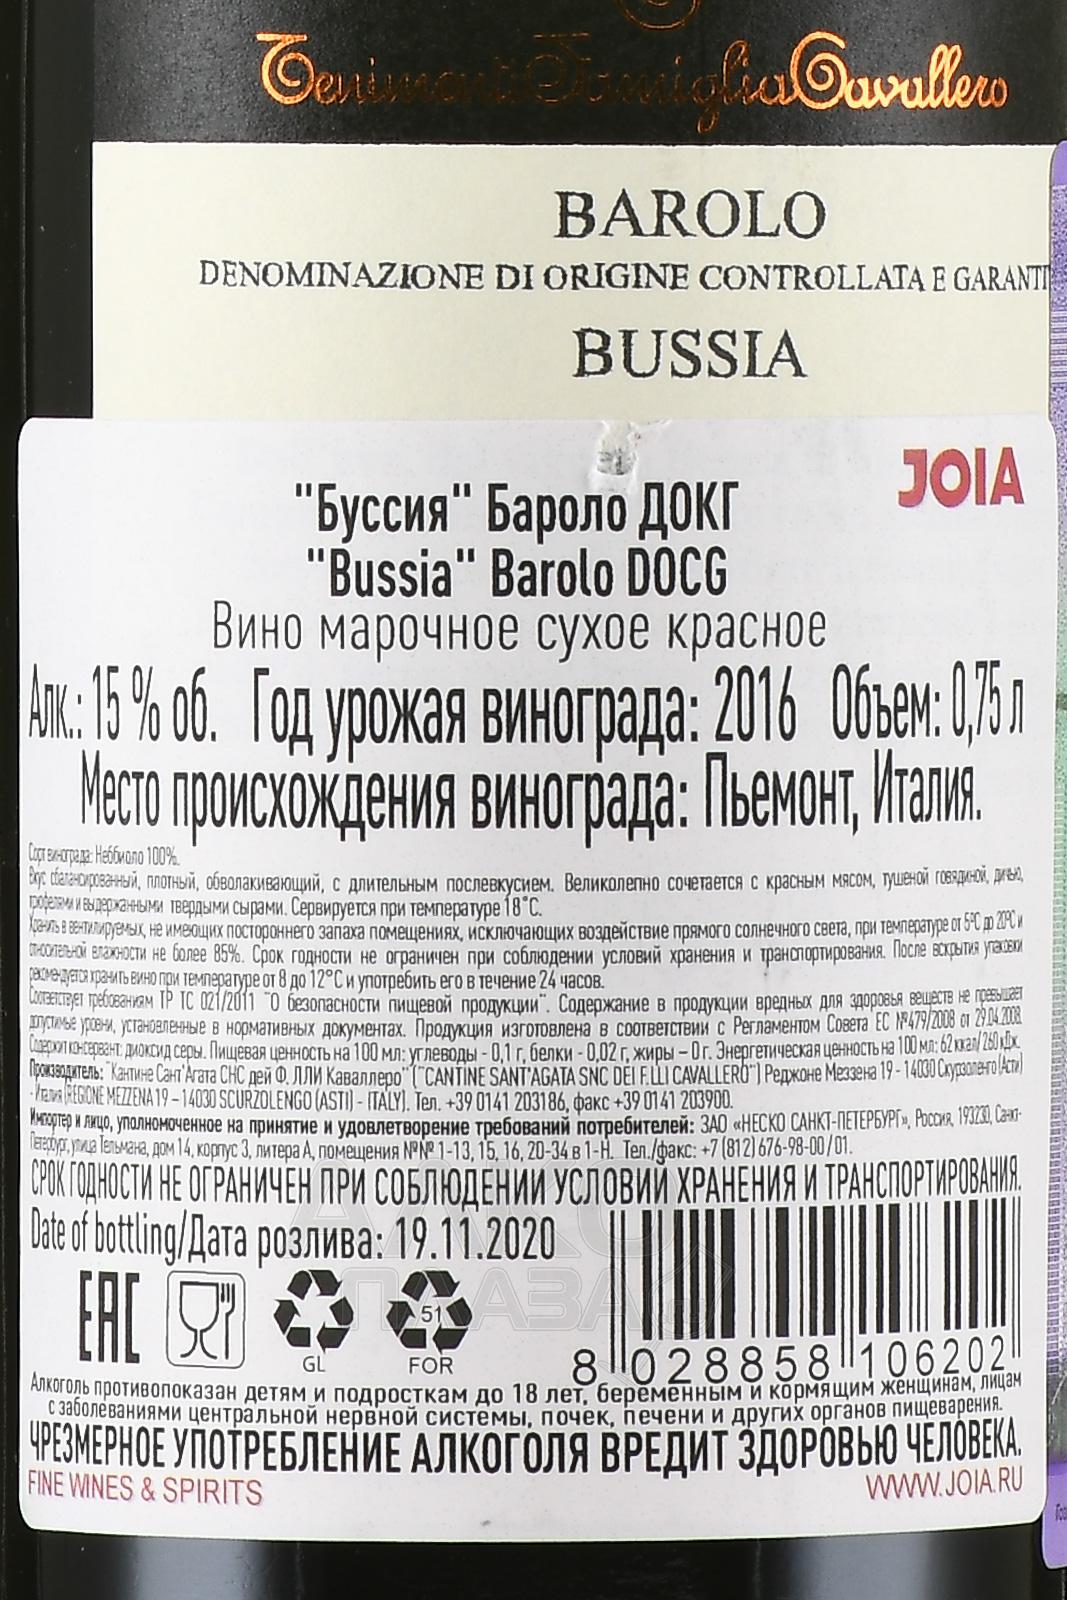 Tenimenti Famiglia Cavallero
BAROLO
DENOMINAZIONE DI ORIGINE CONTROLLATA E GARANTI
BUSSIA
JOIA
"Буссия" Бароло ДОКГ
"Bussia" Barolo DOCG
Вино марочное сухое красное
Алк.: 15 % об. Год урожая винограда: 2016 Объем: 0,75 л
Место происхождения винограда: Пьемонт, Италия.
Сорт винограда: Неббиоло 100%.
Вкус сбалансированный, плотный, обволакивающий, с длительным послевкусием. Великолепно сочетается с красным мясом, тушеной говядиной, дичью,
трюфелями и выдержанными твердыми сырами. Сервируется при температуре 18°С.
Хранить в вентилируемых, не имеющих постороннего запаха помещениях, исключающих воздействие прямого солнечного света, при температуре от 5°С до 20°С и
относительной влажности не более 85%. Срок годности не ограничен при соблюдении условий хранения и транспортирования. После вскрытия упаковки
рекомендуется хранить вино при температуре от 8 до 12°С и употребить его в течение 24 часов.
Соответствует требованиям ТР ТС 021/2011 "О безопасности пищевой продукции". Содержание в продукции вредных для здоровья веществ не превышает
допустимые уровни, установленные в нормативных документах. Продукция изготовлена в соответствии с Регламентом Совета ЕС №479/2008 от 29.04.2008.
Содержит консервант: диоксид серы. Пищевая ценность на 100 мл: углеводы - 0,1 г, белки - 0,02 г, жиры – 0 г. Энергетическая ценность на 100 мл: 62 ккал/ 260 кДж.
Производитель: "Кантине Сант'Агата СНС дей Ф.ЛЛИ Каваллеро" ("CANTINE SANT'AGATA SNC DEI F.LLI CAVALLERO") Реджоне Меззена 19 - 14030 Скурзоленго (Асти)
- Италия (REGIONE MEZZENA 19 – 14030 SCURZOLENGO (ASTI) - ITALY). Тел. +39 0141 203186, факс +39 0141 203900.
Импортер и лицо, уполномоченное на принятие и удовлетворение требований потребителей: ЗАО «НЕСКО САНКТ-ПЕТЕРБУРГ», Россия, 193230, Санкт-
Петербург, улица Тельмана, дом 14, корпус 3, литера А, помещения №№ 1-13, 15, 16, 20-34 в 1-Н. Тел./факс: +7 (812) 676-98-00/01.
СРОК ГОДНОСТИ НЕ ОГРАНИЧЕН ПРИ СОБЛЮДЕНИИ УСЛОВИЙ ХРАНЕНИЯ И ТРАНСПОРТИРОВАНИЯ.
Date of bottling/Дата розлива: 19.11.2020
EAC
GL
51
FOR
8 028858 106202
АЛКО
ПЛАЗА
Алкоголь противопоказан детям и подросткам до 18 лет, беременным и кормящим женщинам, лицам
с заболеваниями центральной нервной системы, почек, печени и других органов пищеварения.
ЧРЕЗМЕРНОЕ УПОТРЕБЛЕНИЕ АЛКОГОЛЯ ВРЕДИТ ЗДОРОВЬЮ ЧЕЛОВЕКА.
FINE WINES & SPIRITS
WWW.JOIA.RU